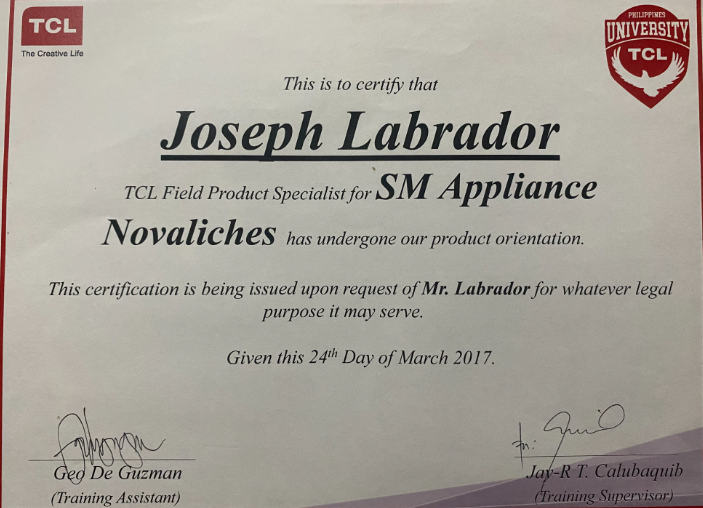 TCL
The Creative Life
PHILIPPINES
UNIVERSITY
TCL
This is to certify that
Joseph Labrador
TCL Field Product Specialist for SM Appliance
Novaliches has undergone our product orientation.
This certification is being issued upon request of Mr. Labrador for whatever legal
purpose it may serve.
Given this 24th Day of March 2017.
Geo De Guzman
(Training Assistant)
Jay-R T. Calubaquib
(Training Supervisor)